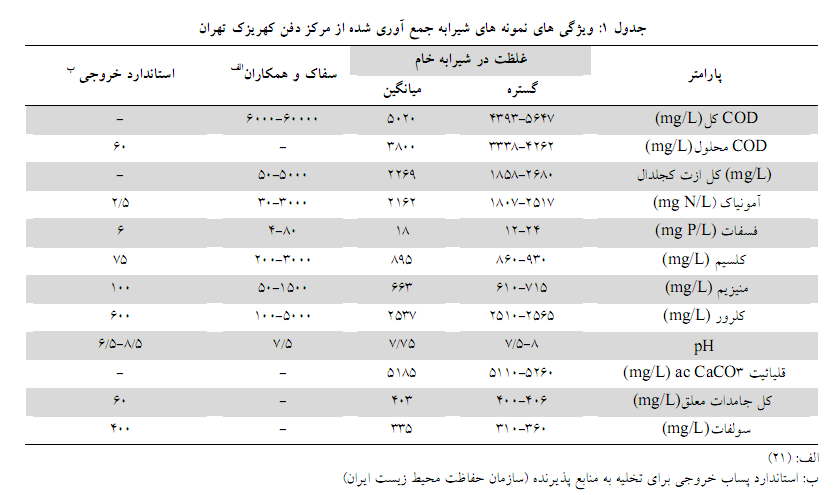 جدول ۱: ویژگی های نمونه های شیرابه جمع آوری شده از مرکز دفن کهریزک تهران
پارامتر غلظت در شیرابه خام سفاک و همکاران الف استاندارد خروجی ب
گستره میانگین
COD کل(mg/L) ۴۳۹۳-۵۶۴۷ ۵۰۲۰ ۶۰۰۰-۶۰۰۰۰ -
COD محلول(mg/L) ۳۳۳۸-۴۲۶۲ ۳۸۰۰ - ۶۰
(mg/L) کل ازت کجلدال ۱۸۵۸-۲۶۸۰ ۲۲۶۹ ۵۰-۵۰۰۰ -
آمونیاک (mg N/L) ۱۸۰۷-۲۵۱۷ ۲۱۶۲ ۳۰-۳۰۰۰ ۲/۵
فسفات (mg P/L) ۱۲-۲۴ ۱۸ ۴-۸۰ ۶
کلسیم (mg/L) ۸۶۰-۹۳۰ ۸۹۵ ۲۰۰-۳۰۰۰ ۷۵
منیزیم (mg/L) ۶۱۰-۷۱۵ ۶۶۳ ۵۰-۱۵۰۰ ۱۰۰
کلرور (mg/L) ۲۵۱۰-۲۵۶۵ ۲۵۳۷ ۱۰۰-۵۰۰۰ ۶۰۰
pH ۷/۵-۸ ۷/۷۵ ۷/۵ ۶/۵-۸/۵
قلیائیت ac CaCO۳ (mg/L) ۵۱۱۰-۵۲۶۰ ۵۱۸۵ - -
کل جامدات معلق(mg/L) ۴۰۰-۴۰۶ ۴۰۳ - ۶۰
سولفات(mg/L) ۳۱۰-۳۶۰ ۳۳۵ - ۴۰۰
الف: (۲۱)
ب: استاندارد پساب خروجی برای تخلیه به منابع پذیرنده (سازمان حفاظت محیط زیست ایران)